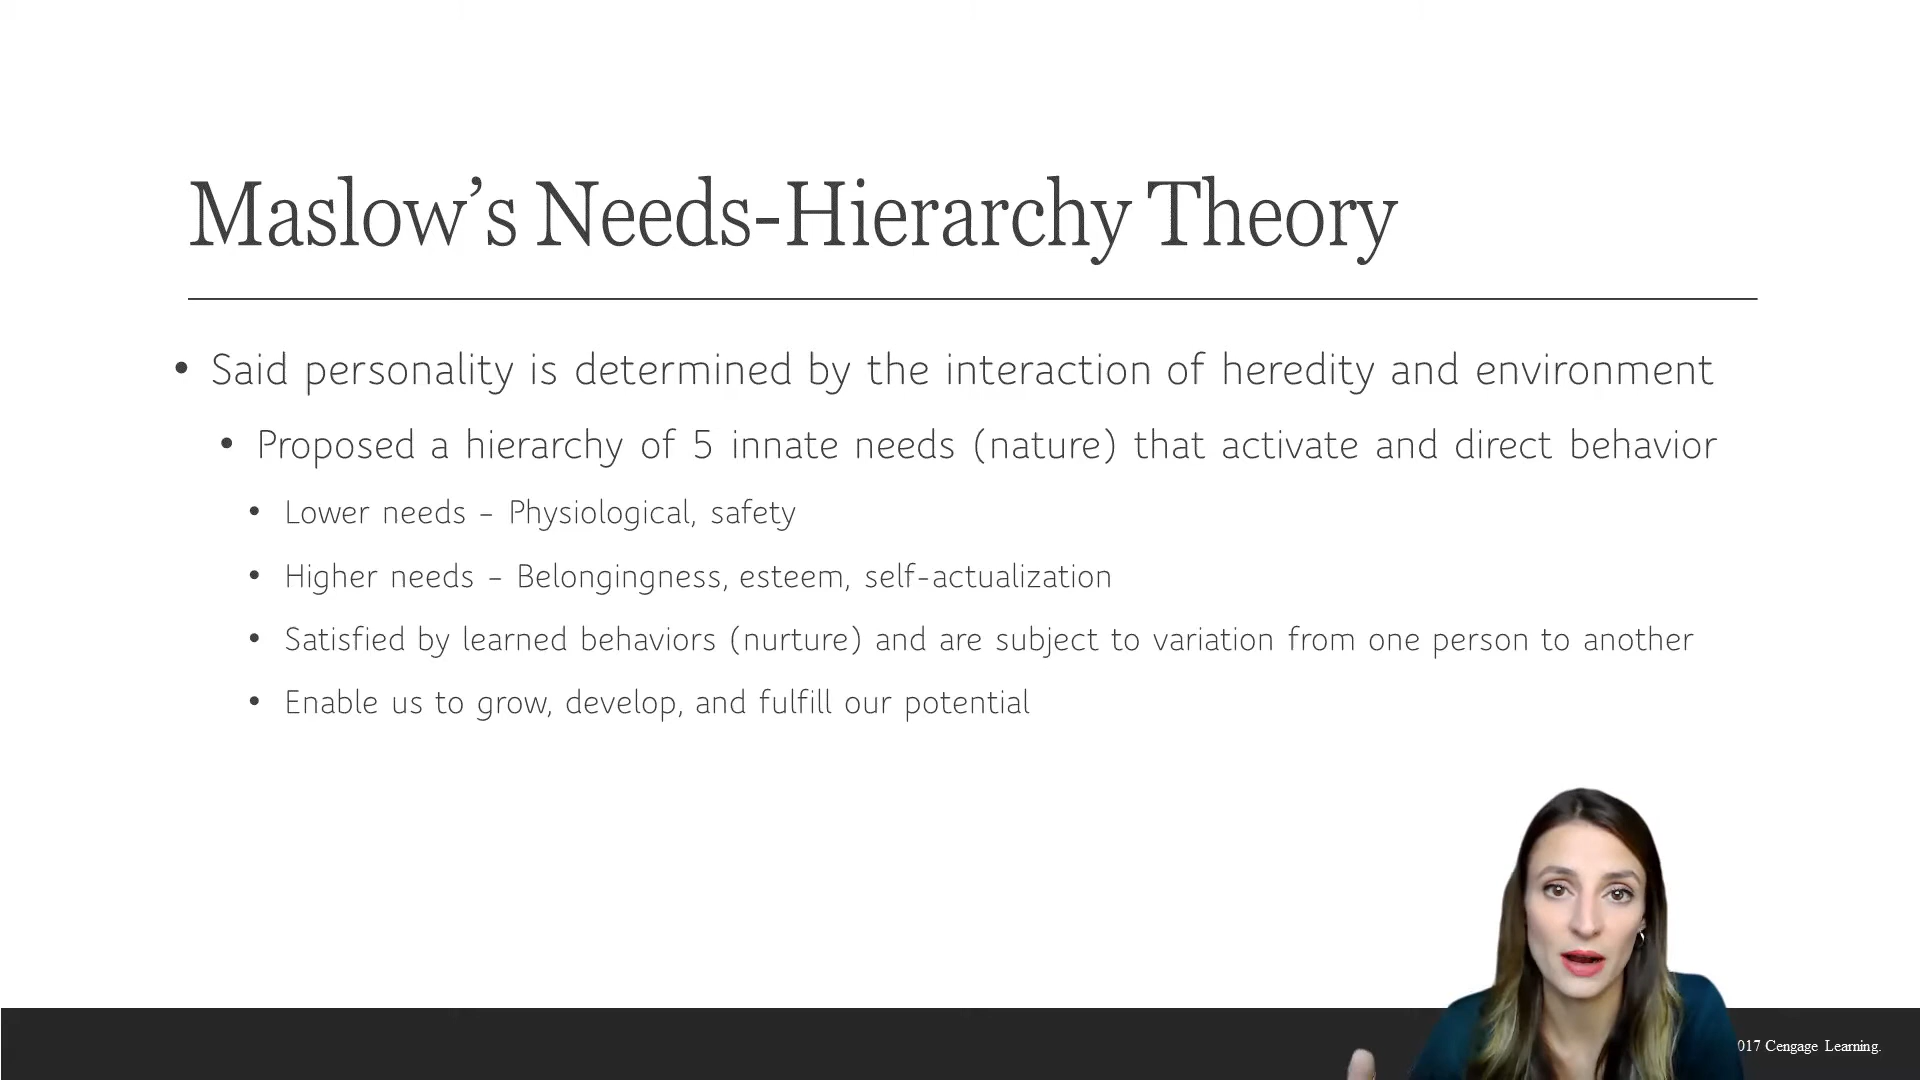 Maslow’s Needs-Hierarchy Theory
• Said personality is determined by the interaction of heredity and environment
• Proposed a hierarchy of 5 innate needs (nature) that activate and direct behavior
• Lower needs – Physiological, safety
• Higher needs – Belongingness, esteem, self-actualization
• Satisfied by learned behaviors (nurture) and are subject to variation from one person to another
• Enable us to grow, develop, and fulfill our potential
017 Cengage Learning.